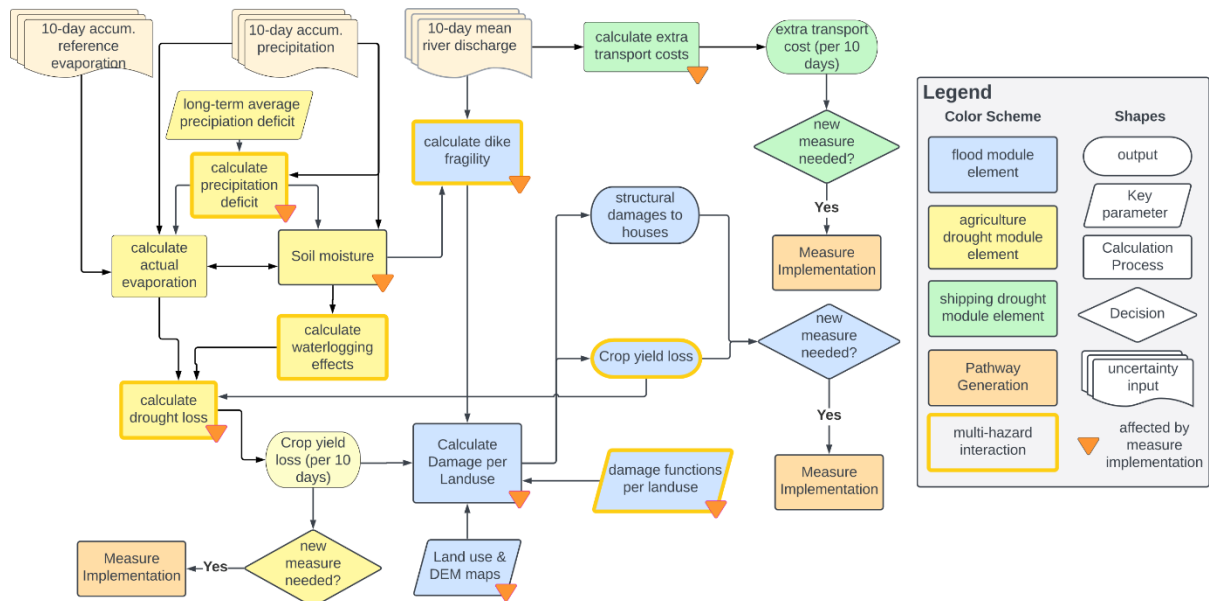 10-day accum.
reference
evaporation
10-day accum.
precipitation
10-day mean
river discharge
calculate extra
transport costs
extra transport
cost (per 10
days)
long-term average
precipiation deficit
calculate
precipitation
deficit
calculate dike
fragility
new
measure
needed?
Yes
Measure
Implementation
calculate
actual
evaporation
Soil moisture
structural
damages to
houses
calculate
waterlogging
effects
Crop yield loss
new
measure
needed?
Yes
Measure
Implementation
calculate
drought loss
Crop yield
loss (per 10
days)
Calculate
Damage per
Landuse
damage functions
per landuse
Measure
Implementation
Yes
new
measure
needed?
Land use &
DEM maps
Legend
Color Scheme
Shapes
flood module
element
output
agriculture
drought module
element
Key
parameter
Calculation
Process
shipping drought
module element
Decision
Pathway
Generation
uncertainty
input
multi-hazard
interaction
affected by
measure
implementation